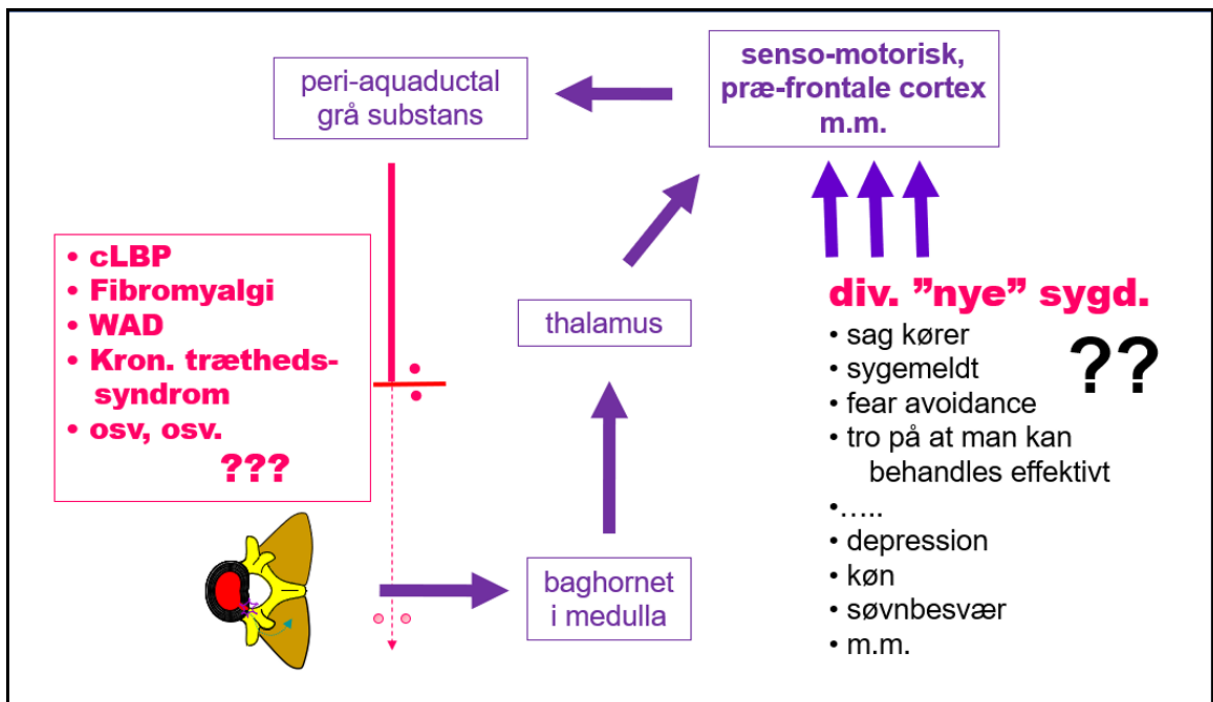 peri-aquaductal
grå substans
senso-motorisk,
præ-frontale cortex
m.m.
• cLBP
• Fibromyalgi
• WAD
• Kron. trætheds-
syndrom
• osv, osv.
???
thalamus
baghornet
i medulla
div. ”nye” sygd.
• sag kører
• sygemeldt
• fear avoidance
• tro på at man kan
behandles effektivt
•…..
• depression
• køn
• søvnbesvær
• m.m.
??